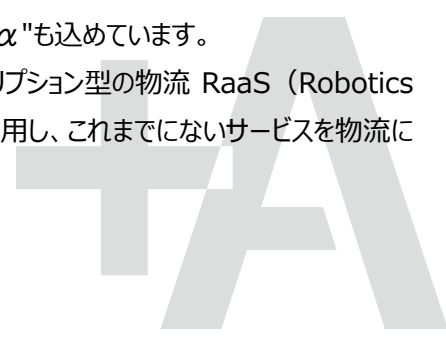 α"も込めています。
リプション型の物流 RaaS（Robotics
用し、これまでにないサービスを物流に
+A